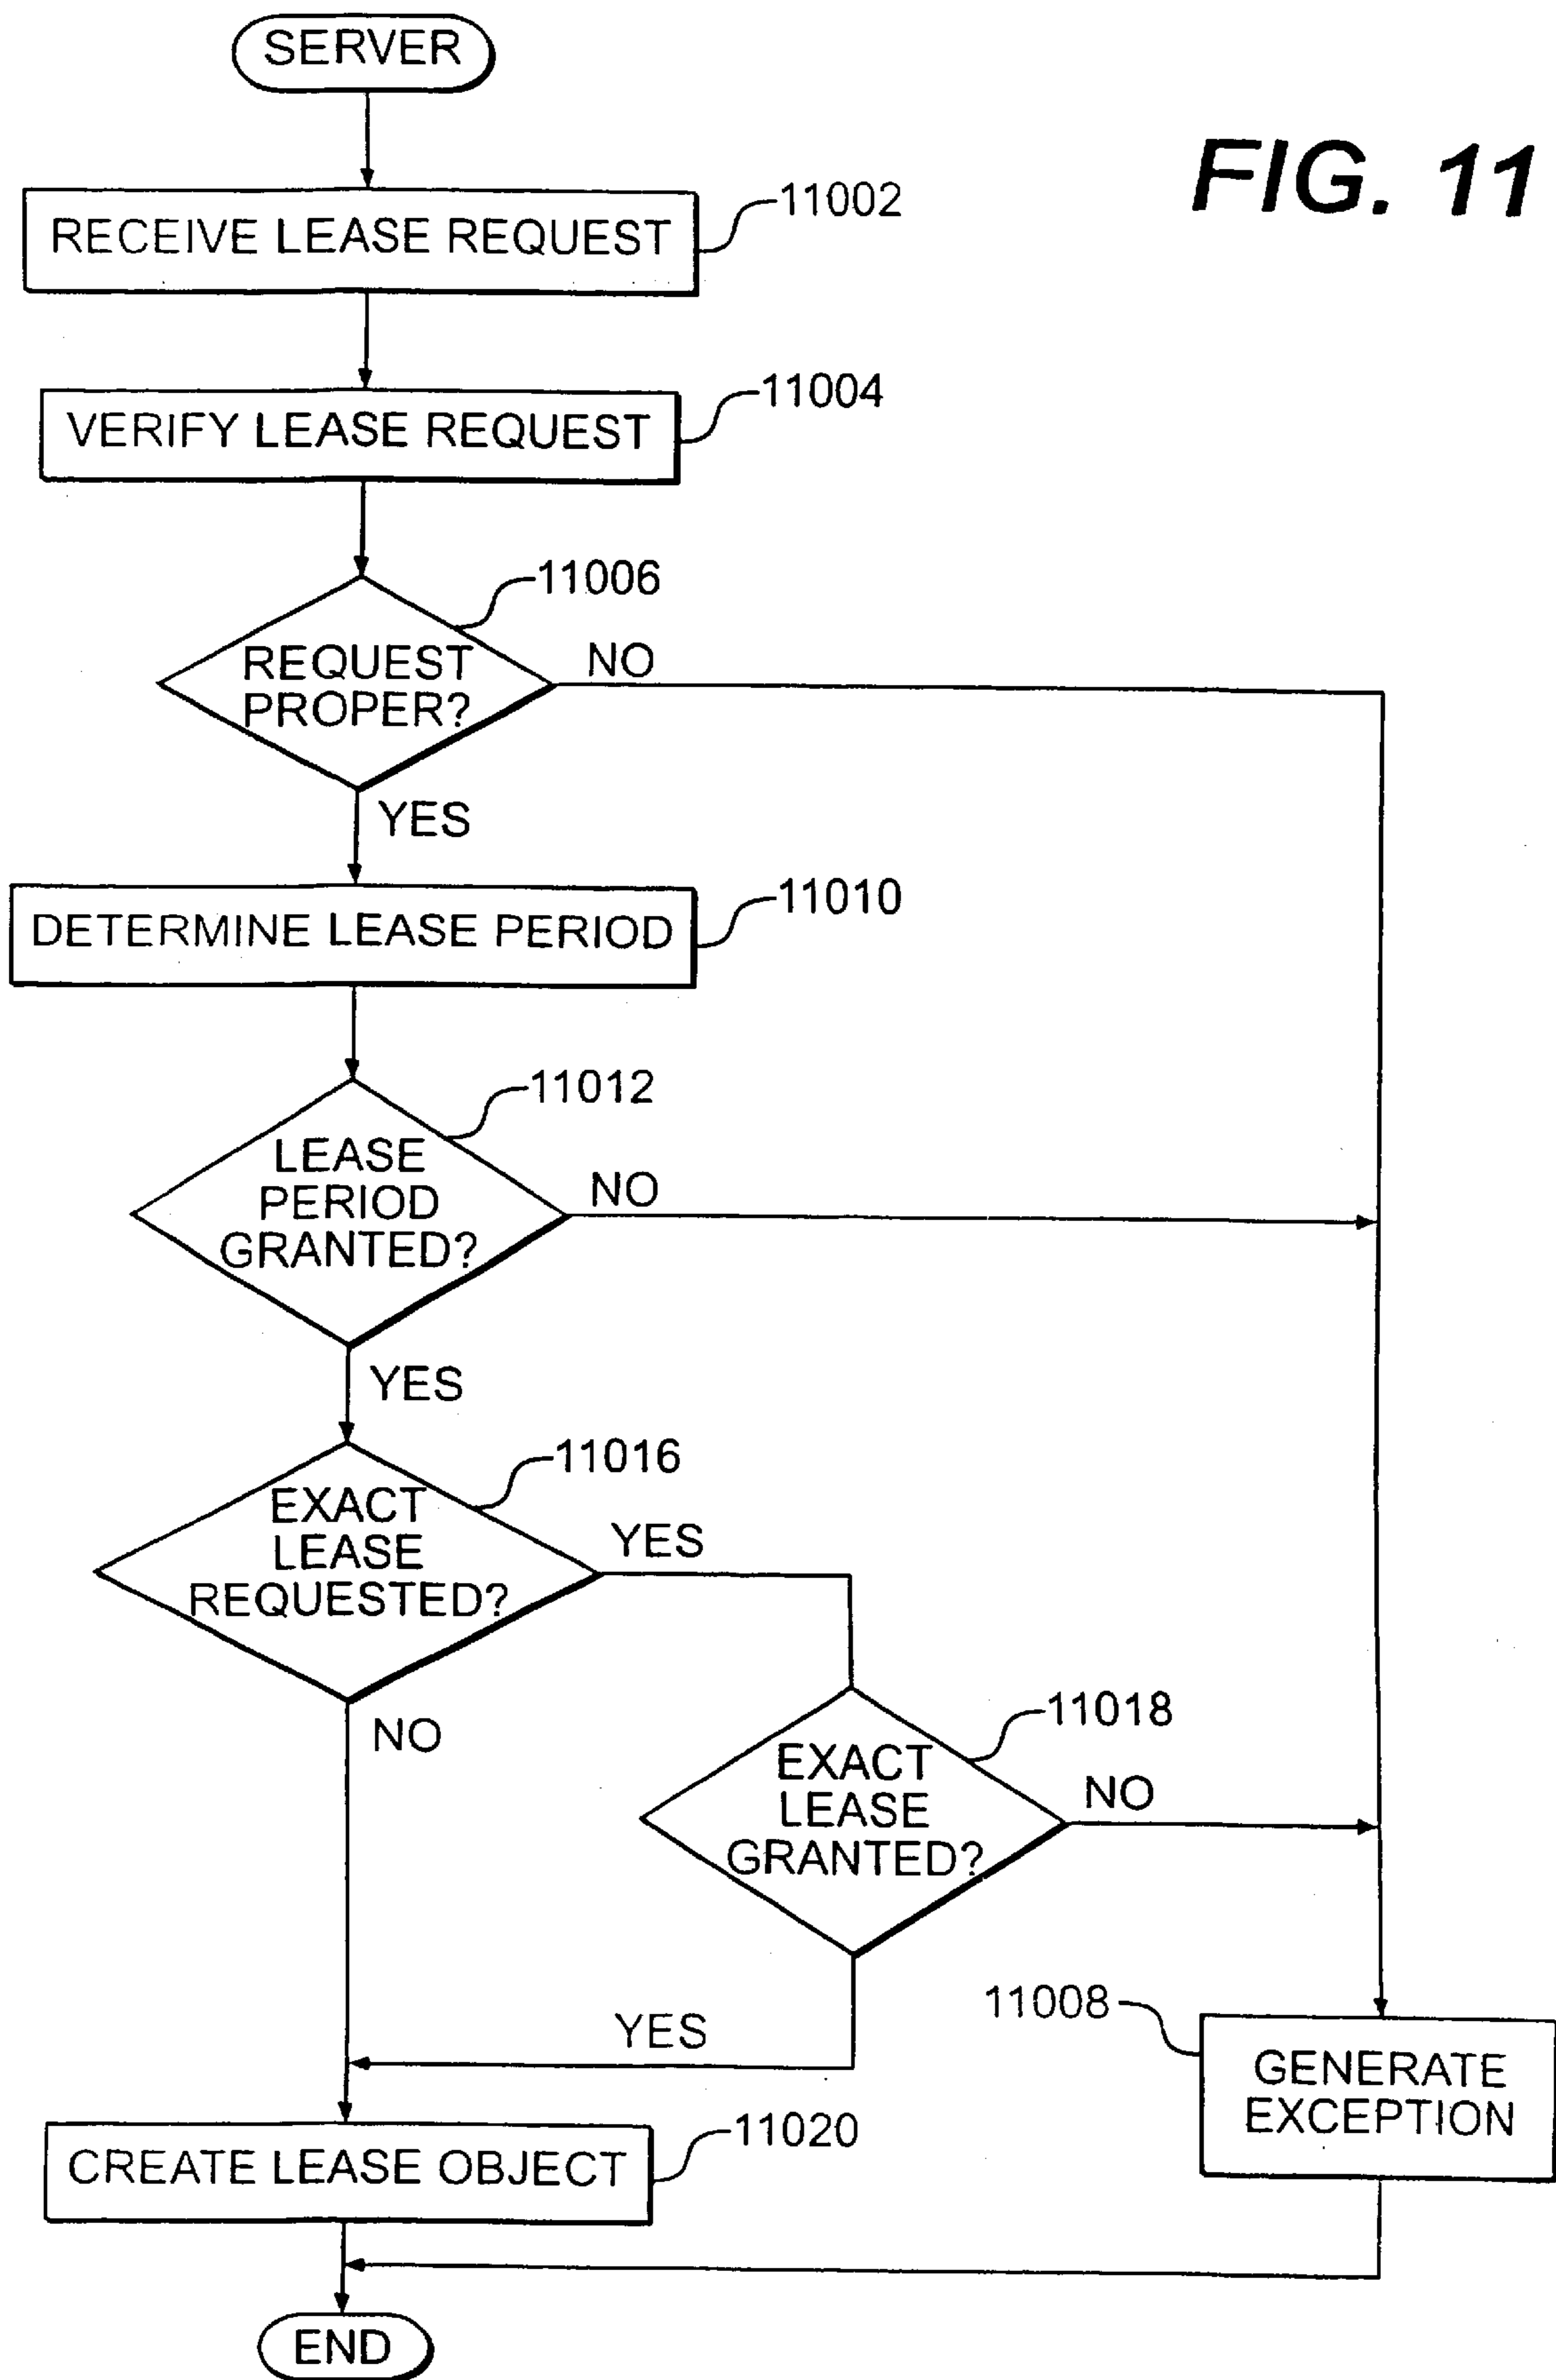 SERVER
FIG. 11
11002
RECEIVE LEASE REQUEST
11004
VERIFY LEASE REQUEST
11006
REQUEST
PROPER?
NO
YES
11010
DETERMINE LEASE PERIOD
11012
LEASE
PERIOD
GRANTED?
NO
YES
11016
EXACT
LEASE
REQUESTED?
YES
NO
11018
EXACT
LEASE
GRANTED?
NO
YES
11008
GENERATE
EXCEPTION
11020
CREATE LEASE OBJECT
END